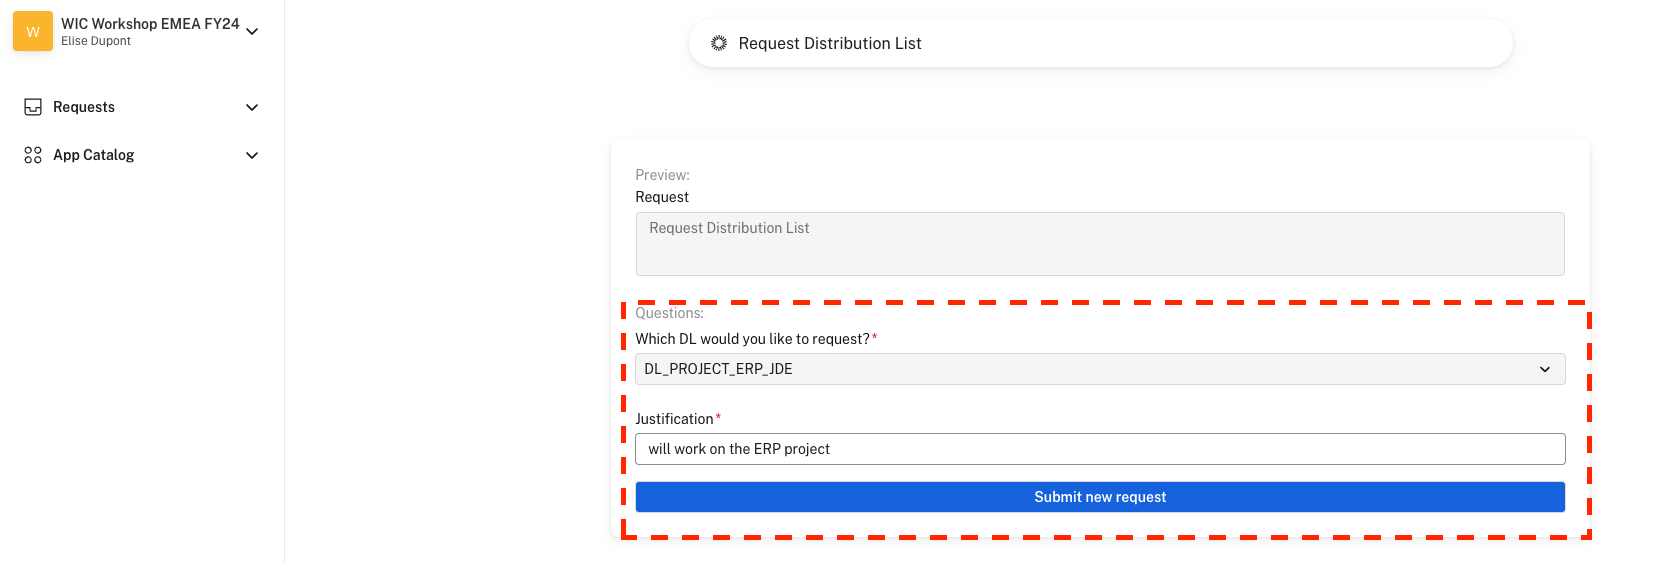 W
WIC Workshop EMEA FY24
Elise Dupont
Requests
App Catalog
Request Distribution List
Preview:
Request
Request Distribution List
Questions:
Which DL would you like to request?*
DL_PROJECT_ERP_JDE
Justification*
will work on the ERP project
Submit new request